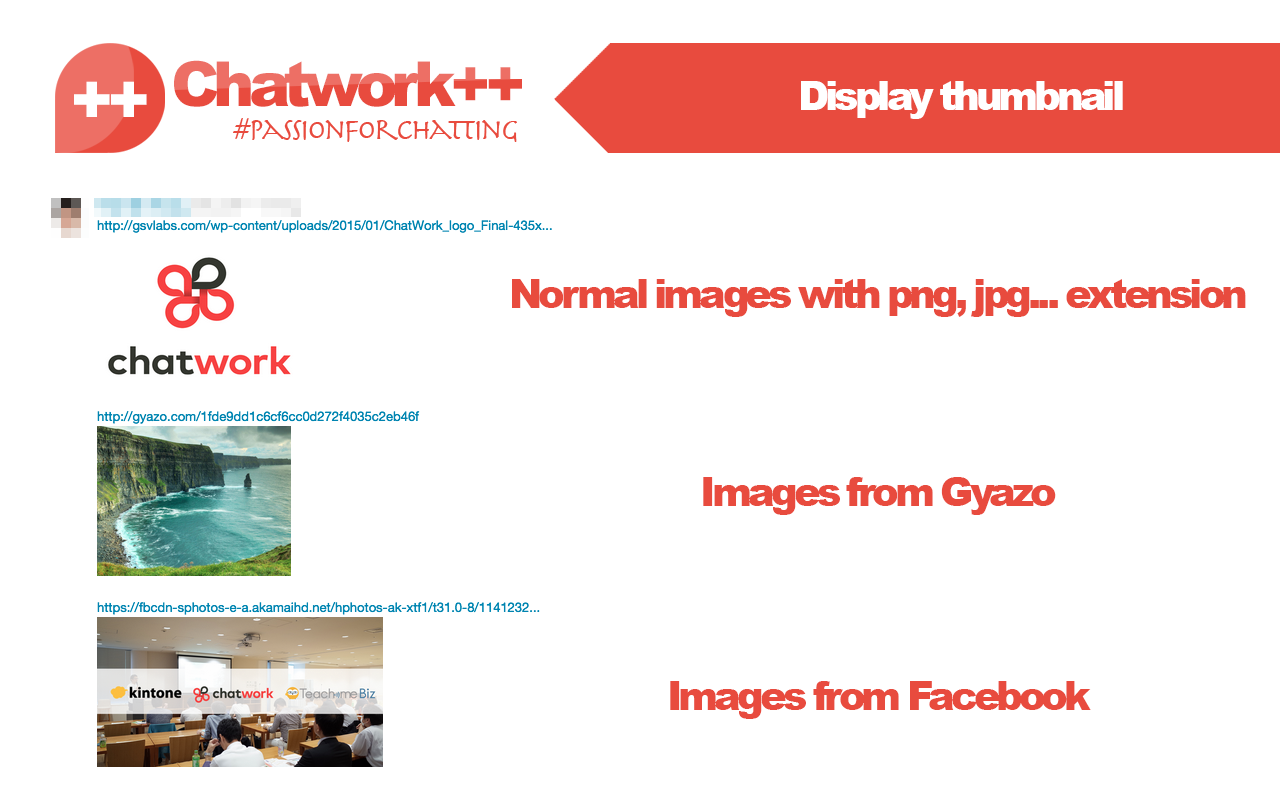 ++
Chatwork++
#PASSIONFORCHATTING
Display thumbnail
http://gsvlabs.com/wp-content/uploads/2015/01/ChatWork_logo_Final-435x...
chatwork
Normal images with png, jpg... extension
http://gyazo.com/1fde9dd1c6cf6cc0d272f4035c2eb46f
Images from Gyazo
https://fbcdn-sphotos-e-a.akamaihd.net/hphotos-ak-xtf1/t31.0-8/1141232...
kintone chatwork Teach me Biz
Images from Facebook